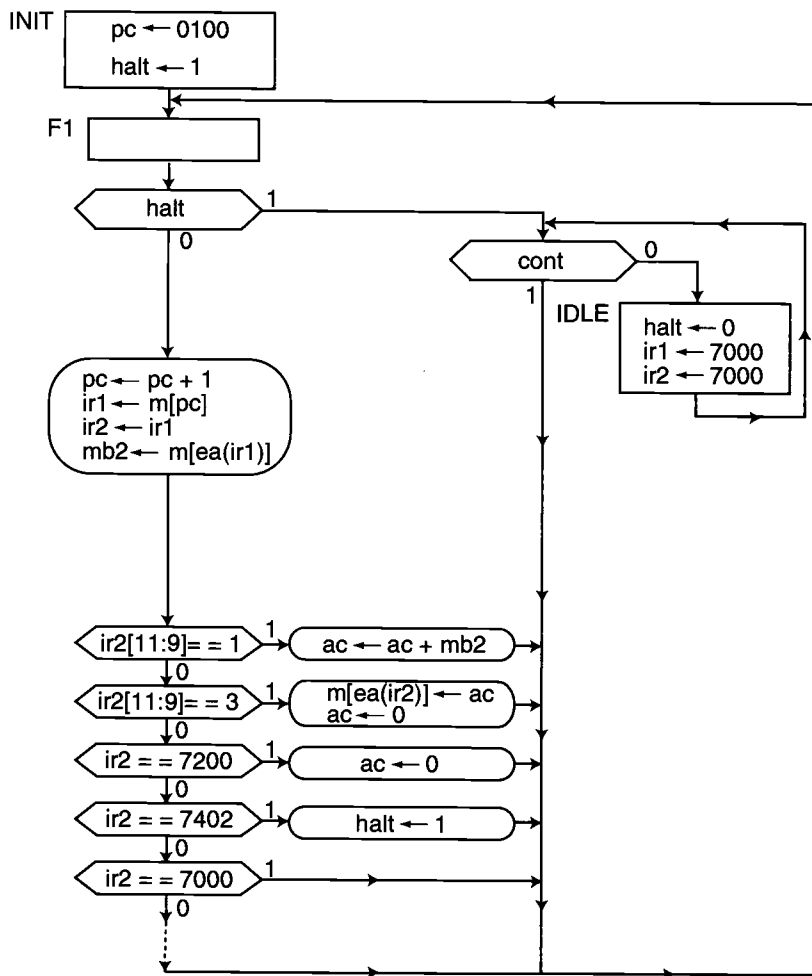 INIT
pc ← 0100
halt ← 1
F1
halt
1
0
cont
0
1
IDLE
halt ← 0
ir1 ← 7000
ir2 ← 7000
pc ← pc + 1
ir1 ← m[pc]
ir2 ← ir1
mb2 ← m[ea(ir1)]
ir2[11:9]= = 1
1
ac ← ac + mb2
0
ir2[11:9]= = 3
1
m[ea(ir2)] ← ac
ac ← 0
0
ir2 = = 7200
1
ac ← 0
0
ir2 = = 7402
1
halt ← 1
0
ir2 = = 7000
1
0